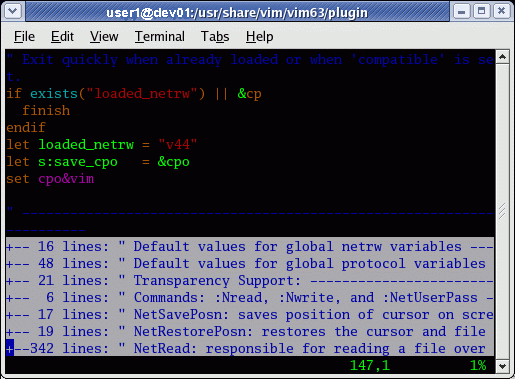 user1@dev01:/usr/share/vim/vim63/plugin
File Edit View Terminal Tabs Help
" Exit quickly when already loaded or when 'compatible' is se
t.
if exists("loaded_netrw") || &cp
  finish
endif
let loaded_netrw = "v44"
let s:save_cpo   = &cpo
set cpo&vim
" -----------------------------------------------------------
----------
+-- 16 lines: " Default values for global netrw variables ---
+-- 48 lines: " Default values for global protocol variables
+-- 21 lines: " Transparency Support: -----------------------
+--  6 lines: " Commands: :Nread, :Nwrite, and :NetUserPass -
+-- 17 lines: " NetSavePosn: saves position of cursor on scre
+-- 19 lines: " NetRestorePosn: restores the cursor and file
+--342 lines: " NetRead: responsible for reading a file over
147,1 1%